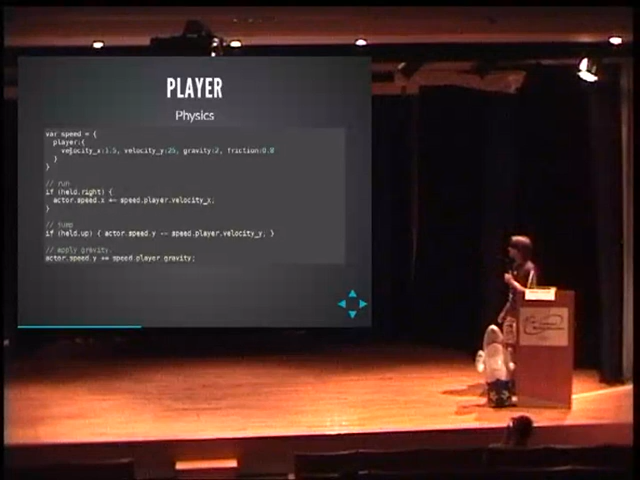 PLAYER
Physics
var speed = {
player:{
velocity_x:1.5, velocity_y:25, gravity:2, friction:0.8
}
}
// run
if (held.right) {
actor.speed.x += speed.player.velocity_x;
}
// jump
if (held.up) { actor.speed.y -= speed.player.velocity_y; }
// apply gravity.
actor.speed.y += speed.player.gravity;